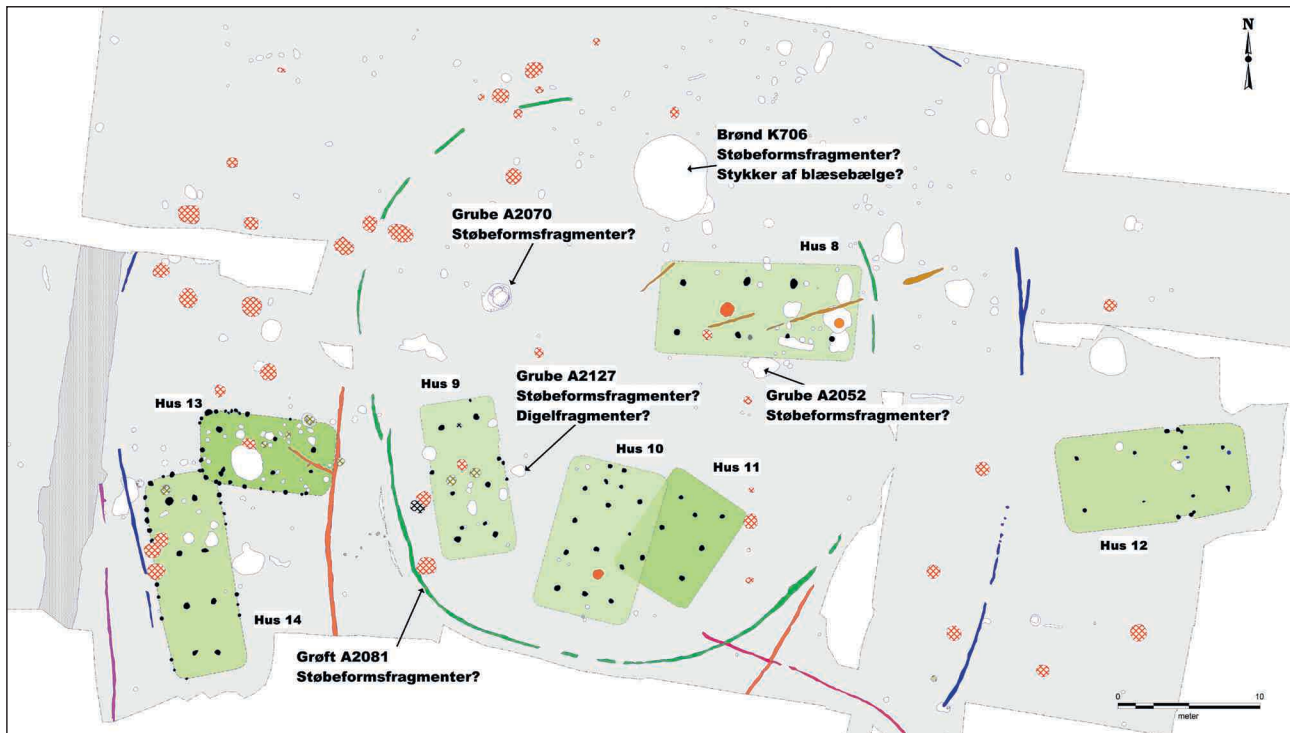 N
Brønd K706
Støbeformsfragmenter?
Stykker af blæsebælge?
Grube A2070
Støbeformsfragmenter?
Hus 8
Grube A2127
Støbeformsfragmenter?
Digelfragmenter?
Hus 9
Grube A2052
Støbeformsfragmenter?
Hus 13
Hus 10
Hus 11
Hus 12
Hus 14
Grøft A2081
Støbeformsfragmenter?
0 10
meter